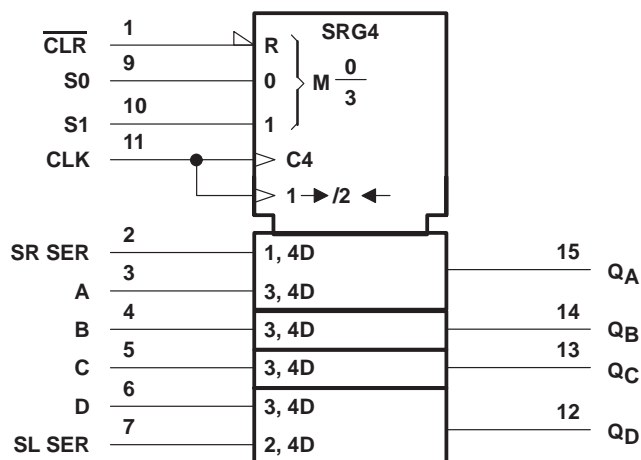 SRG4
1
CLR R
9
S0 0 M 0/3
10
S1 1
11
CLK C4
1 → /2 ←
2
SR SER 1, 4D
15
QA
3
A 3, 4D
4
B 3, 4D
14
QB
5
C 3, 4D
13
QC
6
D 3, 4D
12
QD
7
SL SER 2, 4D